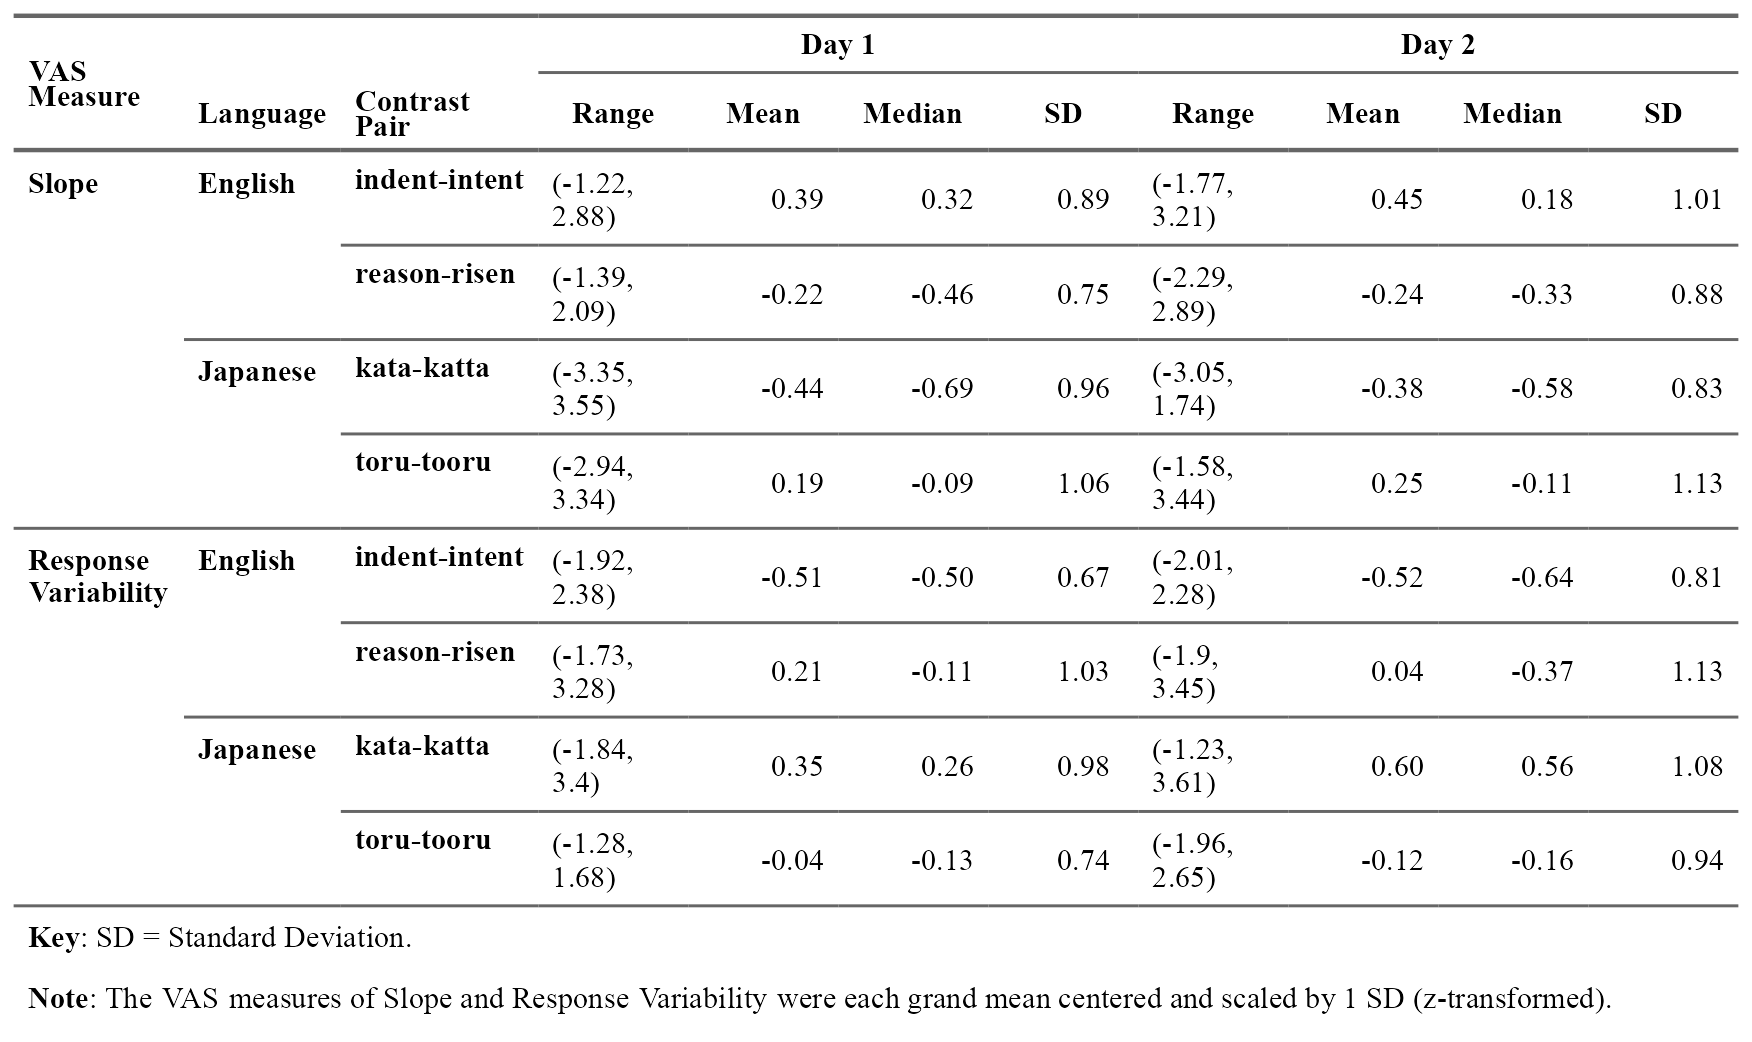 Day 1 Day 2
VAS
Measure Language Contrast
Pair Range Mean Median SD Range Mean Median SD
Slope English indent-intent (-1.22,
2.88) 0.39 0.32 0.89 (-1.77,
3.21) 0.45 0.18 1.01
reason-risen (-1.39,
2.09) -0.22 -0.46 0.75 (-2.29,
2.89) -0.24 -0.33 0.88
Japanese kata-katta (-3.35,
3.55) -0.44 -0.69 0.96 (-3.05,
1.74) -0.38 -0.58 0.83
toru-tooru (-2.94,
3.34) 0.19 -0.09 1.06 (-1.58,
3.44) 0.25 -0.11 1.13
Response
Variability English indent-intent (-1.92,
2.38) -0.51 -0.50 0.67 (-2.01,
2.28) -0.52 -0.64 0.81
reason-risen (-1.73,
3.28) 0.21 -0.11 1.03 (-1.9,
3.45) 0.04 -0.37 1.13
Japanese kata-katta (-1.84,
3.4) 0.35 0.26 0.98 (-1.23,
3.61) 0.60 0.56 1.08
toru-tooru (-1.28,
1.68) -0.04 -0.13 0.74 (-1.96,
2.65) -0.12 -0.16 0.94
Key: SD = Standard Deviation.
Note: The VAS measures of Slope and Response Variability were each grand mean centered and scaled by 1 SD (z-transformed).